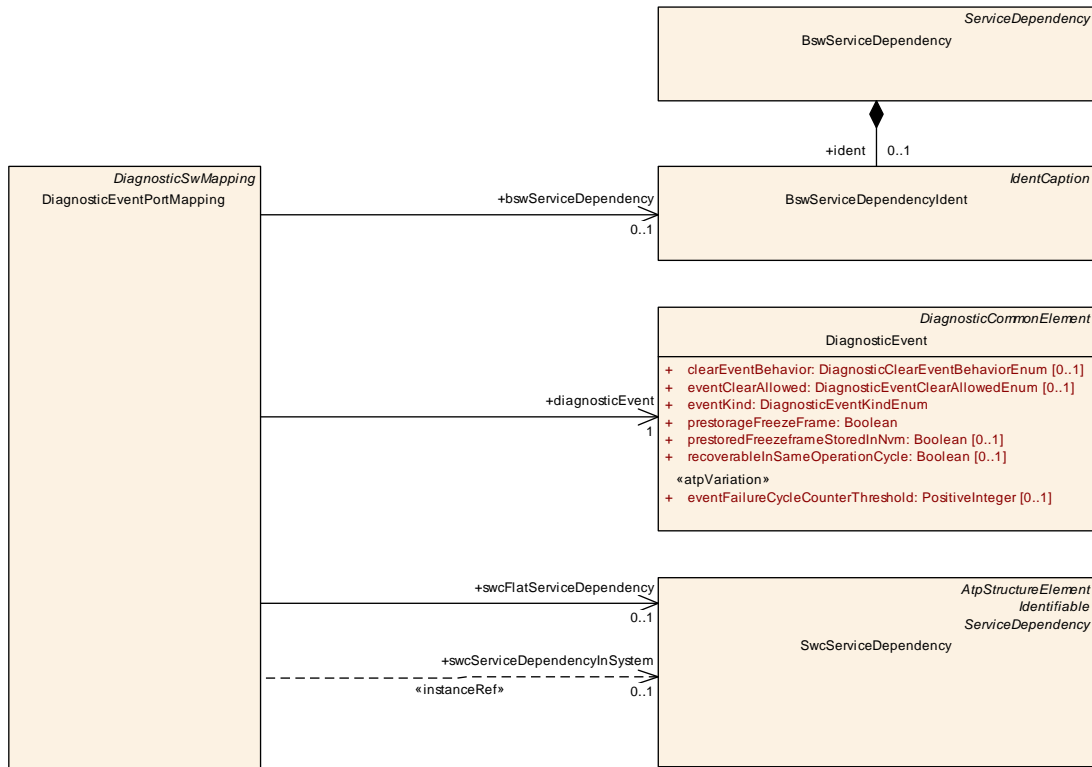 ServiceDependency
BswServiceDependency
+ident 0..1
DiagnosticSwMapping
DiagnosticEventPortMapping
IdentCaption
BswServiceDependencyIdent
+bswServiceDependency
0..1
DiagnosticCommonElement
DiagnosticEvent
+ clearEventBehavior: DiagnosticClearEventBehaviorEnum [0..1]
+ eventClearAllowed: DiagnosticEventClearAllowedEnum [0..1]
+ eventKind: DiagnosticEventKindEnum
+ prestorageFreezeFrame: Boolean
+ prestoredFreezeframeStoredInNvm: Boolean [0..1]
+ recoverableInSameOperationCycle: Boolean [0..1]
«atpVariation»
+ eventFailureCycleCounterThreshold: PositiveInteger [0..1]
+diagnosticEvent
1
AtpStructureElement
Identifiable
ServiceDependency
SwcServiceDependency
+swcFlatServiceDependency
0..1
+swcServiceDependencyInSystem
«instanceRef»
0..1